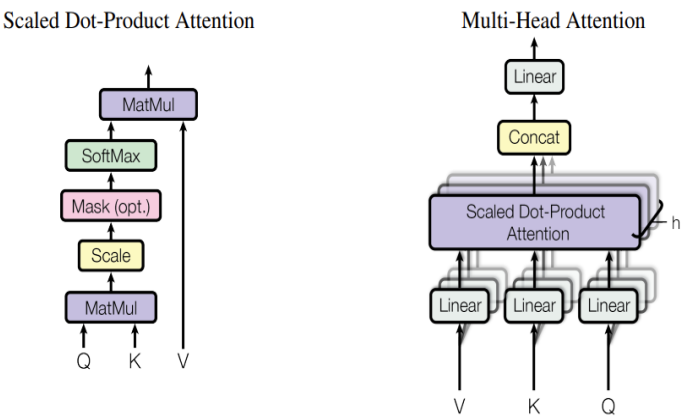 Scaled Dot-Product Attention
MatMul
SoftMax
Mask (opt.)
Scale
MatMul
Q K V
Multi-Head Attention
Linear
Concat
Scaled Dot-Product
Attention
h
Linear Linear Linear
V K Q